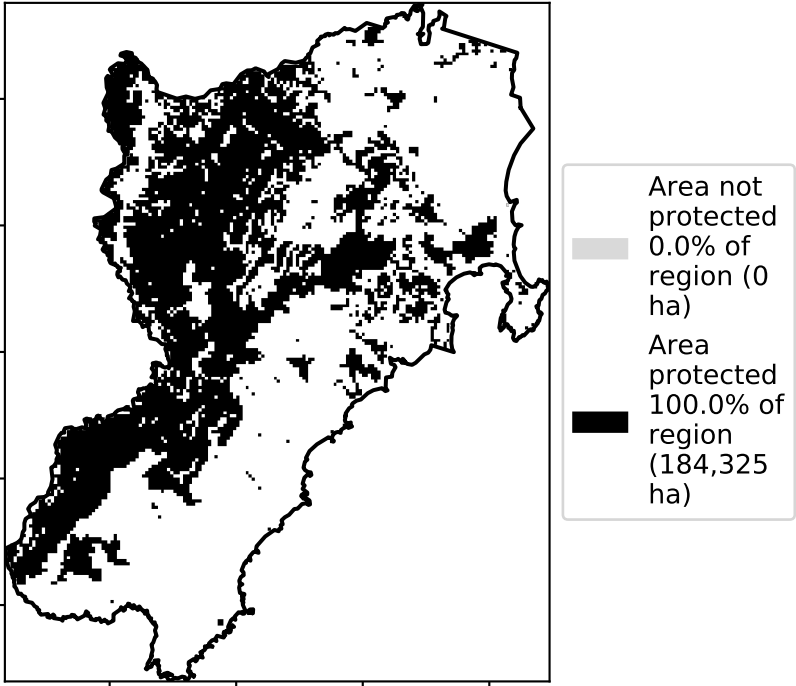 Area not
protected
0.0% of
region (0
ha)
Area
protected
100.0% of
region
(184,325
ha)